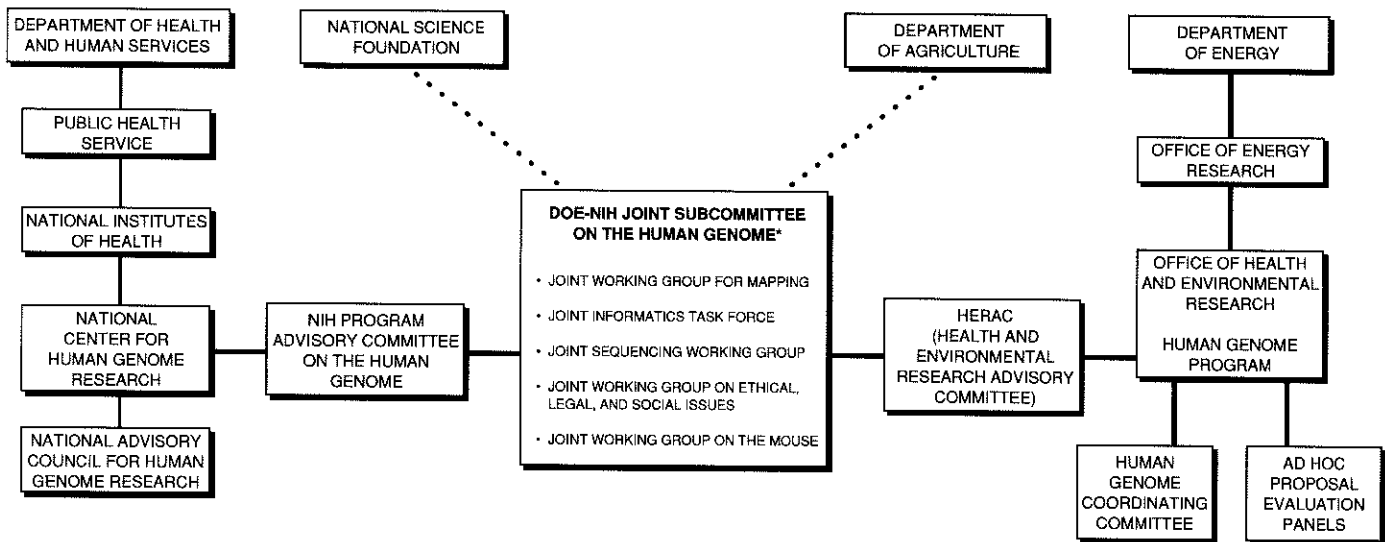 DEPARTMENT OF HEALTH
AND HUMAN SERVICES
NATIONAL SCIENCE
FOUNDATION
DEPARTMENT
OF AGRICULTURE
DEPARTMENT
OF ENERGY
PUBLIC HEALTH
SERVICE
OFFICE OF ENERGY
RESEARCH
NATIONAL INSTITUTES
OF HEALTH
DOE-NIH JOINT SUBCOMMITTEE
ON THE HUMAN GENOME*
• JOINT WORKING GROUP FOR MAPPING
• JOINT INFORMATICS TASK FORCE
• JOINT SEQUENCING WORKING GROUP
• JOINT WORKING GROUP ON ETHICAL,
LEGAL, AND SOCIAL ISSUES
• JOINT WORKING GROUP ON THE MOUSE
OFFICE OF HEALTH
AND ENVIRONMENTAL
RESEARCH
HUMAN GENOME
PROGRAM
NATIONAL
CENTER FOR
HUMAN GENOME
RESEARCH
NIH PROGRAM
ADVISORY COMMITTEE
ON THE HUMAN
GENOME
HERAC
(HEALTH AND
ENVIRONMENTAL
RESEARCH ADVISORY
COMMITTEE)
NATIONAL ADVISORY
COUNCIL FOR HUMAN
GENOME RESEARCH
HUMAN
GENOME
COORDINATING
COMMITTEE
AD HOC
PROPOSAL
EVALUATION
PANELS